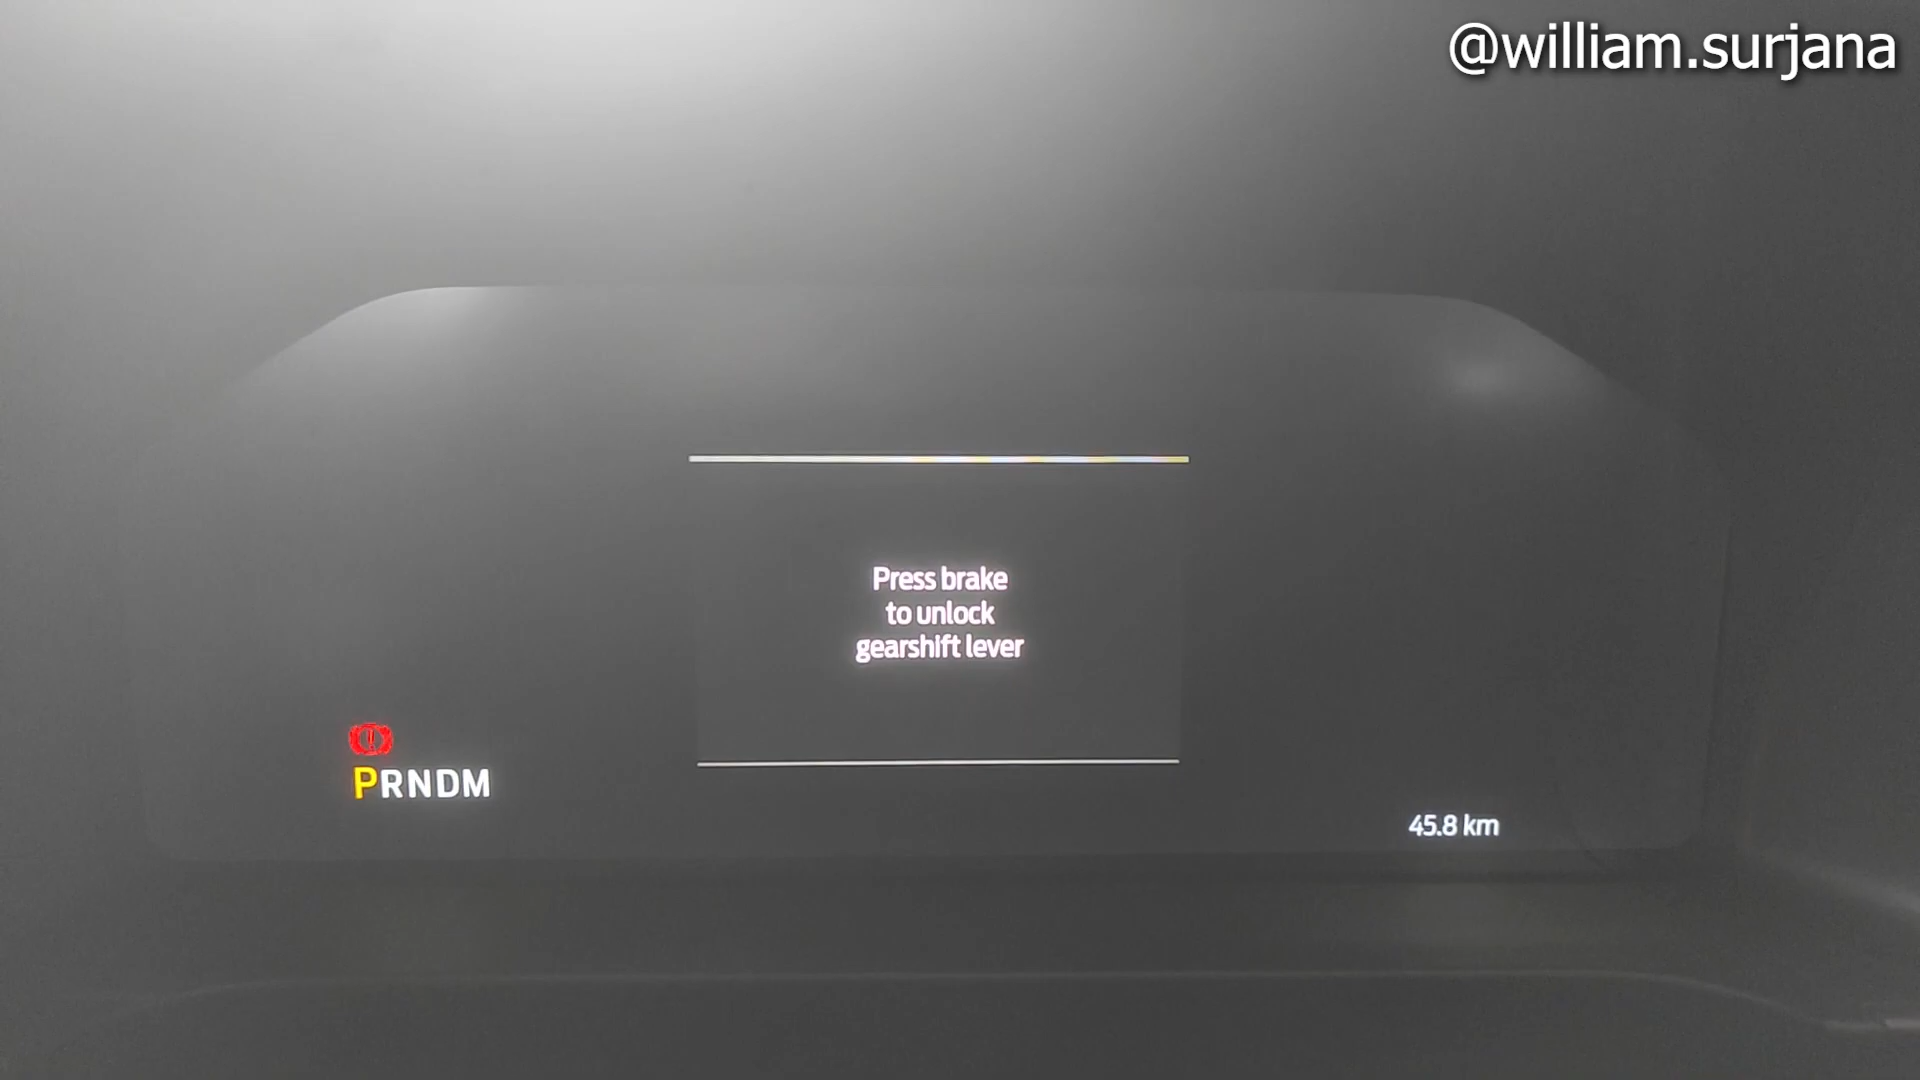 @william.surjana
Press brake
to unlock
gearshift lever
PRNDM
45.8 km